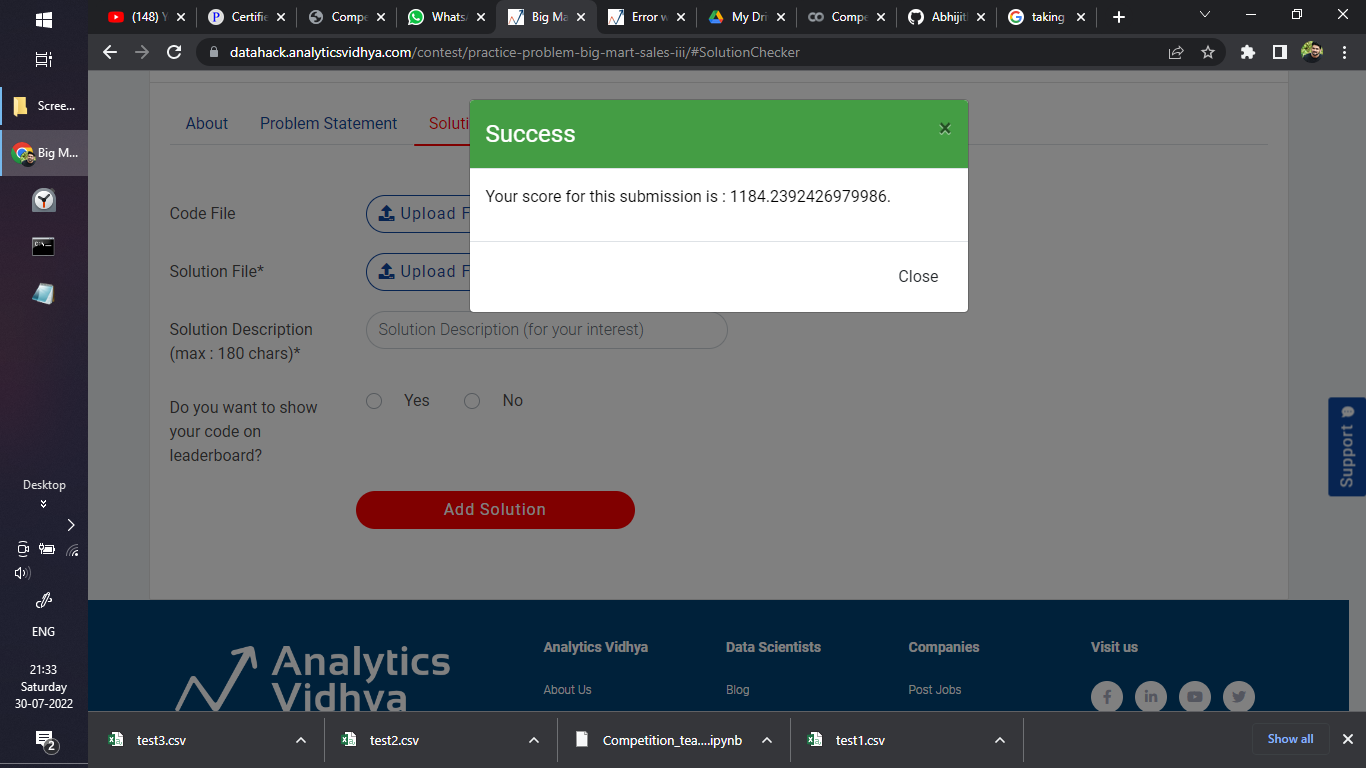 (148) Y
Certifi
Compe
Whats
Big Ma
Error w
My Dri
Compe
Abhijit
taking
datahack.analyticsvidhya.com/contest/practice-problem-big-mart-sales-iii/#SolutionChecker
Scree...
Big M...
About
Problem Statement
Soluti
Success
×
Your score for this submission is : 1184.2392426979986.
Close
Code File
Upload F
Solution File*
Upload F
Solution Description
(max : 180 chars)*
Solution Description (for your interest)
Do you want to show
your code on
leaderboard?
Yes
No
Add Solution
Support
Analytics
Vidhya
Analytics Vidhya
About Us
Data Scientists
Blog
Companies
Post Jobs
Visit us
Desktop
ENG
21:33
Saturday
30-07-2022
2
test3.csv
test2.csv
Competition_tea....ipynb
test1.csv
Show all